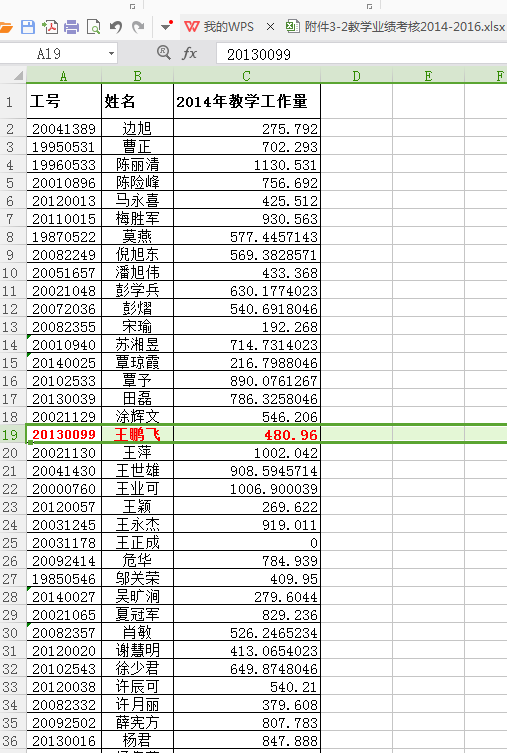 我的WPS × 附件3-2教学业绩考核2014-2016.xlsx
A19 fx 20130099
A B C D E F
1 工号 姓名 2014年教学工作量
2 20041389 边旭 275.792
3 19950531 曹正 702.293
4 19960533 陈丽清 1130.531
5 20010896 陈险峰 756.692
6 20120013 马永喜 425.512
7 20110015 梅胜军 930.563
8 19870522 莫燕 577.4457143
9 20082249 倪旭东 569.3828571
10 20051657 潘旭伟 433.368
11 20021048 彭学兵 630.1774023
12 20072036 彭熠 540.6918046
13 20082355 宋瑜 192.268
14 20010940 苏湘昱 714.7314023
15 20140025 覃琼霞 216.7988046
16 20102533 覃予 890.0761267
17 20130039 田磊 786.3258046
18 20021129 涂辉文 546.206
19 20130099 王鹏飞 480.96
20 20021130 王萍 1002.042
21 20041430 王世雄 908.5945714
22 20000760 王业可 1006.900039
23 20120057 王颖 269.622
24 20031245 王永杰 919.011
25 20031178 王正成 0
26 20092414 危华 784.939
27 19850546 邬关荣 409.95
28 20140027 吴旷涧 279.6044
29 20021065 夏冠军 829.236
30 20082357 肖敏 526.2465234
31 20120020 谢慧明 413.0654023
32 20102543 徐少君 649.8748046
33 20120038 许辰可 540.21
34 20082332 许月丽 379.608
35 20092502 薛宪方 807.783
36 20130016 杨君 847.888